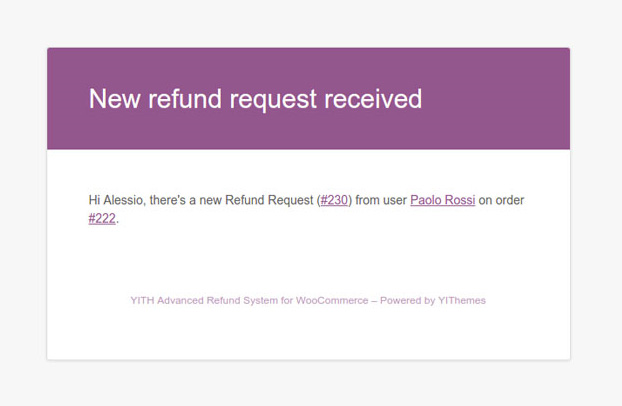 New refund request received
Hi Alessio, there's a new Refund Request (#230) from user Paolo Rossi on order
#222.
YITH Advanced Refund System for WooCommerce – Powered by YIThemes